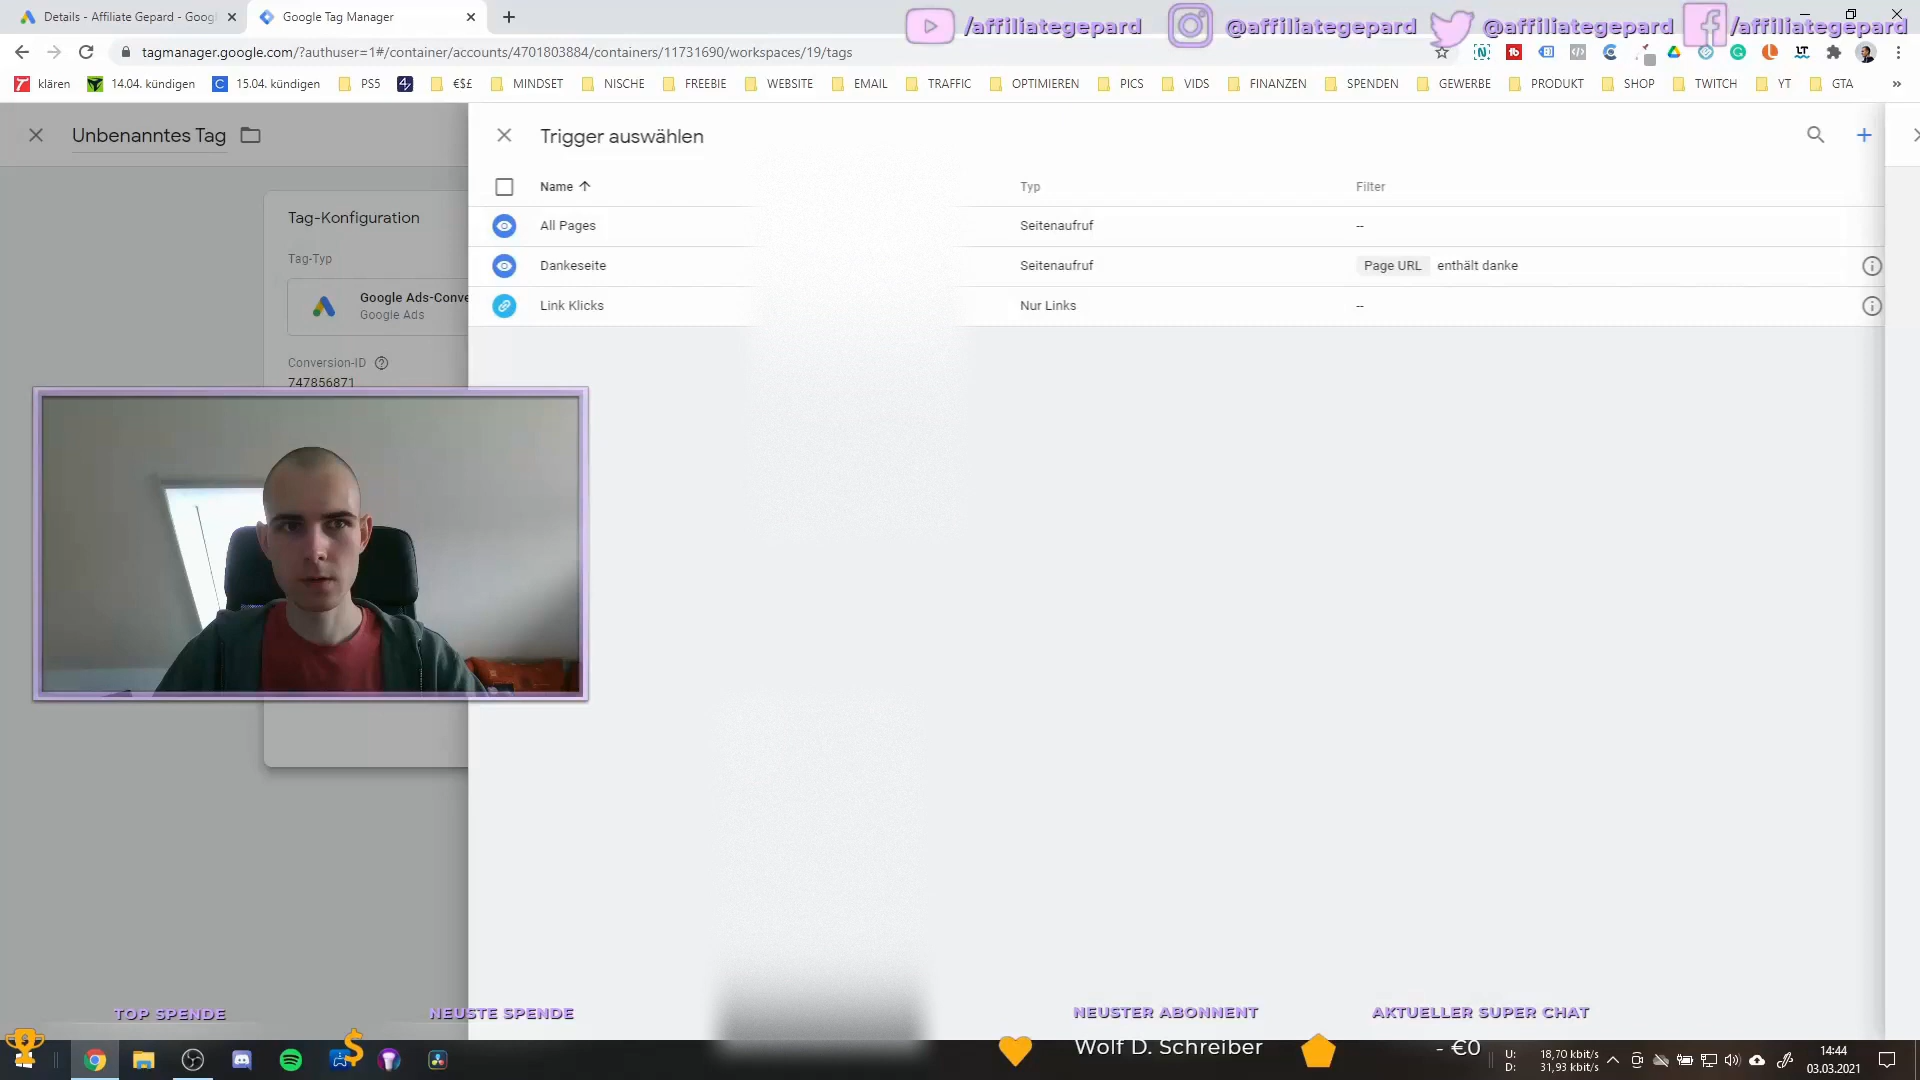 Details - Affiliate Gepard - Goog
Google Tag Manager
/affiliategepard
@affiliategepard
@affiliategepard
/affiliategepard
tagmanager.google.com/?authuser=1#/container/accounts/4701803884/containers/11731690/workspaces/19/tags
klären
14.04. kündigen
15.04. kündigen
PS5
€$£
MINDSET
NISCHE
FREEBIE
WEBSITE
EMAIL
TRAFFIC
OPTIMIEREN
PICS
VIDS
FINANZEN
SPENDEN
GEWERBE
PRODUKT
SHOP
TWITCH
YT
GTA
»
Unbenanntes Tag
Trigger auswählen
Name
Typ
Filter
Tag-Konfiguration
All Pages
Seitenaufruf
--
Tag-Typ
Dankeseite
Seitenaufruf
Page URL enthält danke
Google Ads-Conve
Google Ads
Link Klicks
Nur Links
--
Conversion-ID
747856871
TOP SPENDE
NEUSTE SPENDE
NEUSTER ABONNENT
AKTUELLER SUPER CHAT
Wolf D. Schreiber
- €0
U: 18,70 kbit/s
D: 31,93 kbit/s
14:44
03.03.2021